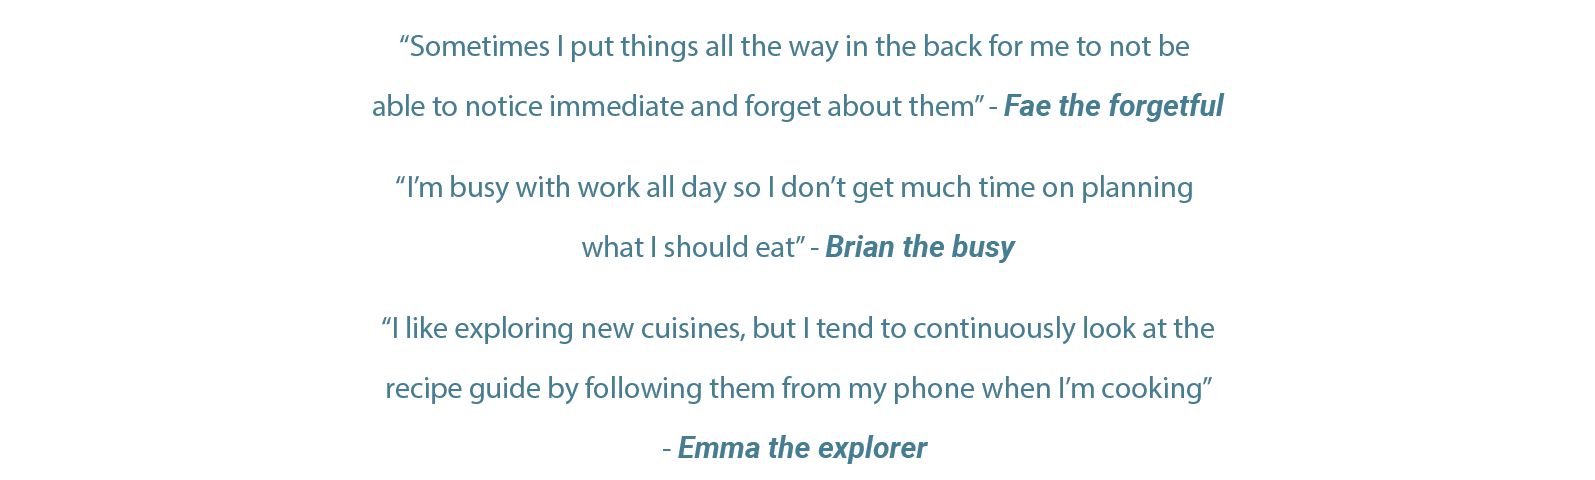 “Sometimes I put things all the way in the back for me to not be
able to notice immediate and forget about them” - Fae the forgetful
“I’m busy with work all day so I don’t get much time on planning
what I should eat” - Brian the busy
“I like exploring new cuisines, but I tend to continuously look at the
recipe guide by following them from my phone when I’m cooking”
- Emma the explorer